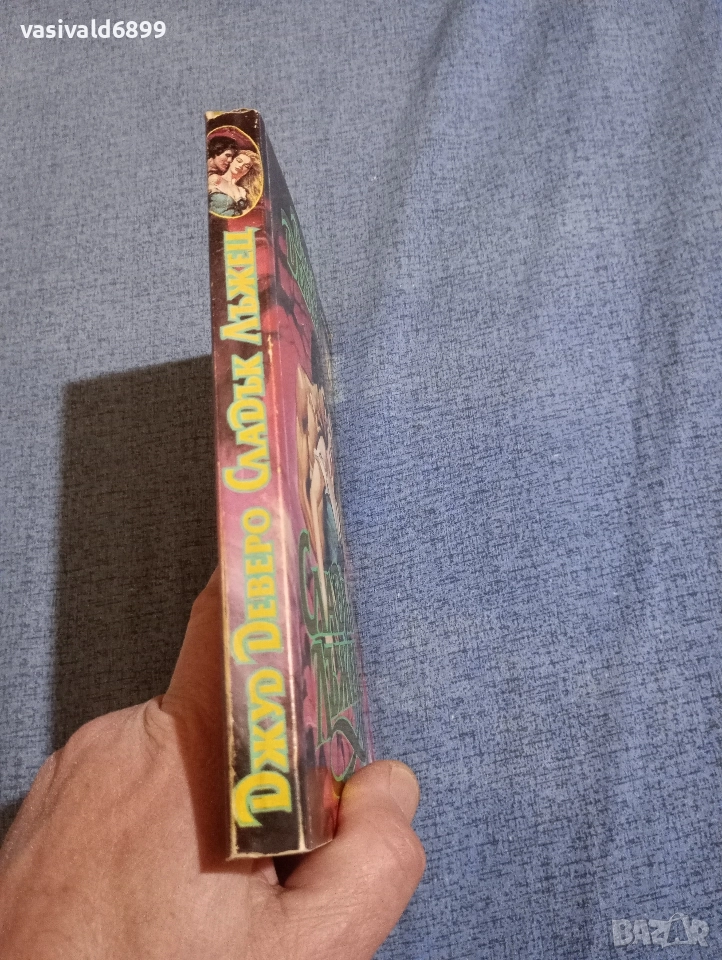 vasivald6899
Джуд Деверо Сладък лъжец
BAZAR